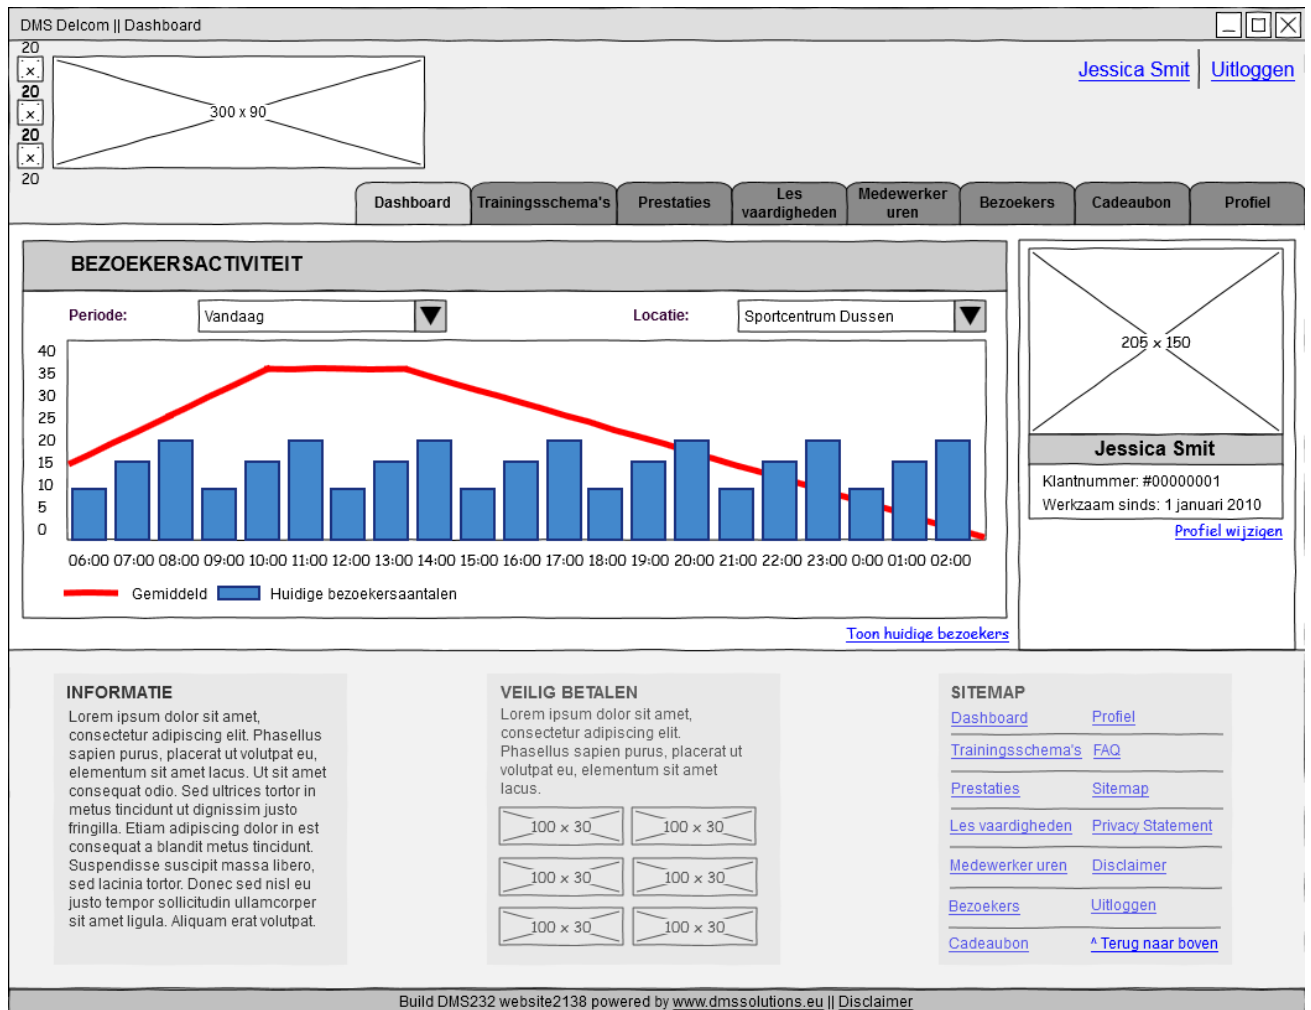 DMS Delcom || Dashboard
20
x
20
x
20
x
20
300 x 90
Jessica Smit
Uitloggen
Dashboard
Trainingsschema's
Prestaties
Les
vaardigheden
Medewerker
uren
Bezoekers
Cadeaubon
Profiel
BEZOEKERSACTIVITEIT
Periode:
Vandaag
Locatie:
Sportcentrum Dussen
40
35
30
25
20
15
10
5
0
06:00 07:00 08:00 09:00 10:00 11:00 12:00 13:00 14:00 15:00 16:00 17:00 18:00 19:00 20:00 21:00 22:00 23:00 0:00 01:00 02:00
Gemiddeld
Huidige bezoekersaantalen
Toon huidige bezoekers
205 x 150
Jessica Smit
Klantnummer: #00000001
Werkzaam sinds: 1 januari 2010
Profiel wijzigen
INFORMATIE
Lorem ipsum dolor sit amet,
consectetur adipiscing elit. Phasellus
sapien purus, placerat ut volutpat eu,
elementum sit amet lacus. Ut sit amet
consequat odio. Sed ultrices tortor in
metus tincidunt ut dignissim justo
fringilla. Etiam adipiscing dolor in est
consequat a blandit metus tincidunt.
Suspendisse suscipit massa libero,
sed lacinia tortor. Donec sed nisl eu
justo tempor sollicitudin ullamcorper
sit amet ligula. Aliquam erat volutpat.
VEILIG BETALEN
Lorem ipsum dolor sit amet,
consectetur adipiscing elit.
Phasellus sapien purus, placerat ut
volutpat eu, elementum sit amet
lacus.
100 x 30
100 x 30
100 x 30
100 x 30
100 x 30
100 x 30
SITEMAP
Dashboard
Profiel
Trainingsschema's
FAQ
Prestaties
Sitemap
Les vaardigheden
Privacy Statement
Medewerker uren
Disclaimer
Bezoekers
Uitloggen
Cadeaubon
^ Terug naar boven
Build DMS232 website2138 powered by www.dmssolutions.eu || Disclaimer